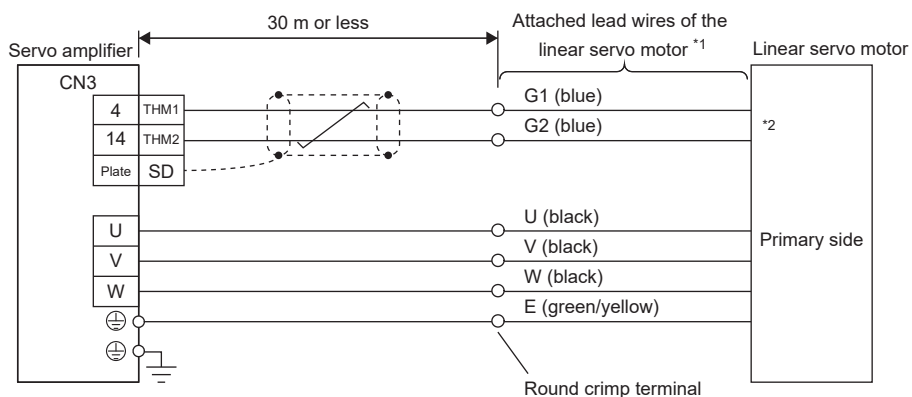 30 m or less
Attached lead wires of the
linear servo motor *1
Servo amplifier
Linear servo motor
CN3
4 THM1
G1 (blue)
14 THM2
G2 (blue)
*2
Plate SD
U
U (black)
V
V (black)
Primary side
W
W (black)
E (green/yellow)
Round crimp terminal